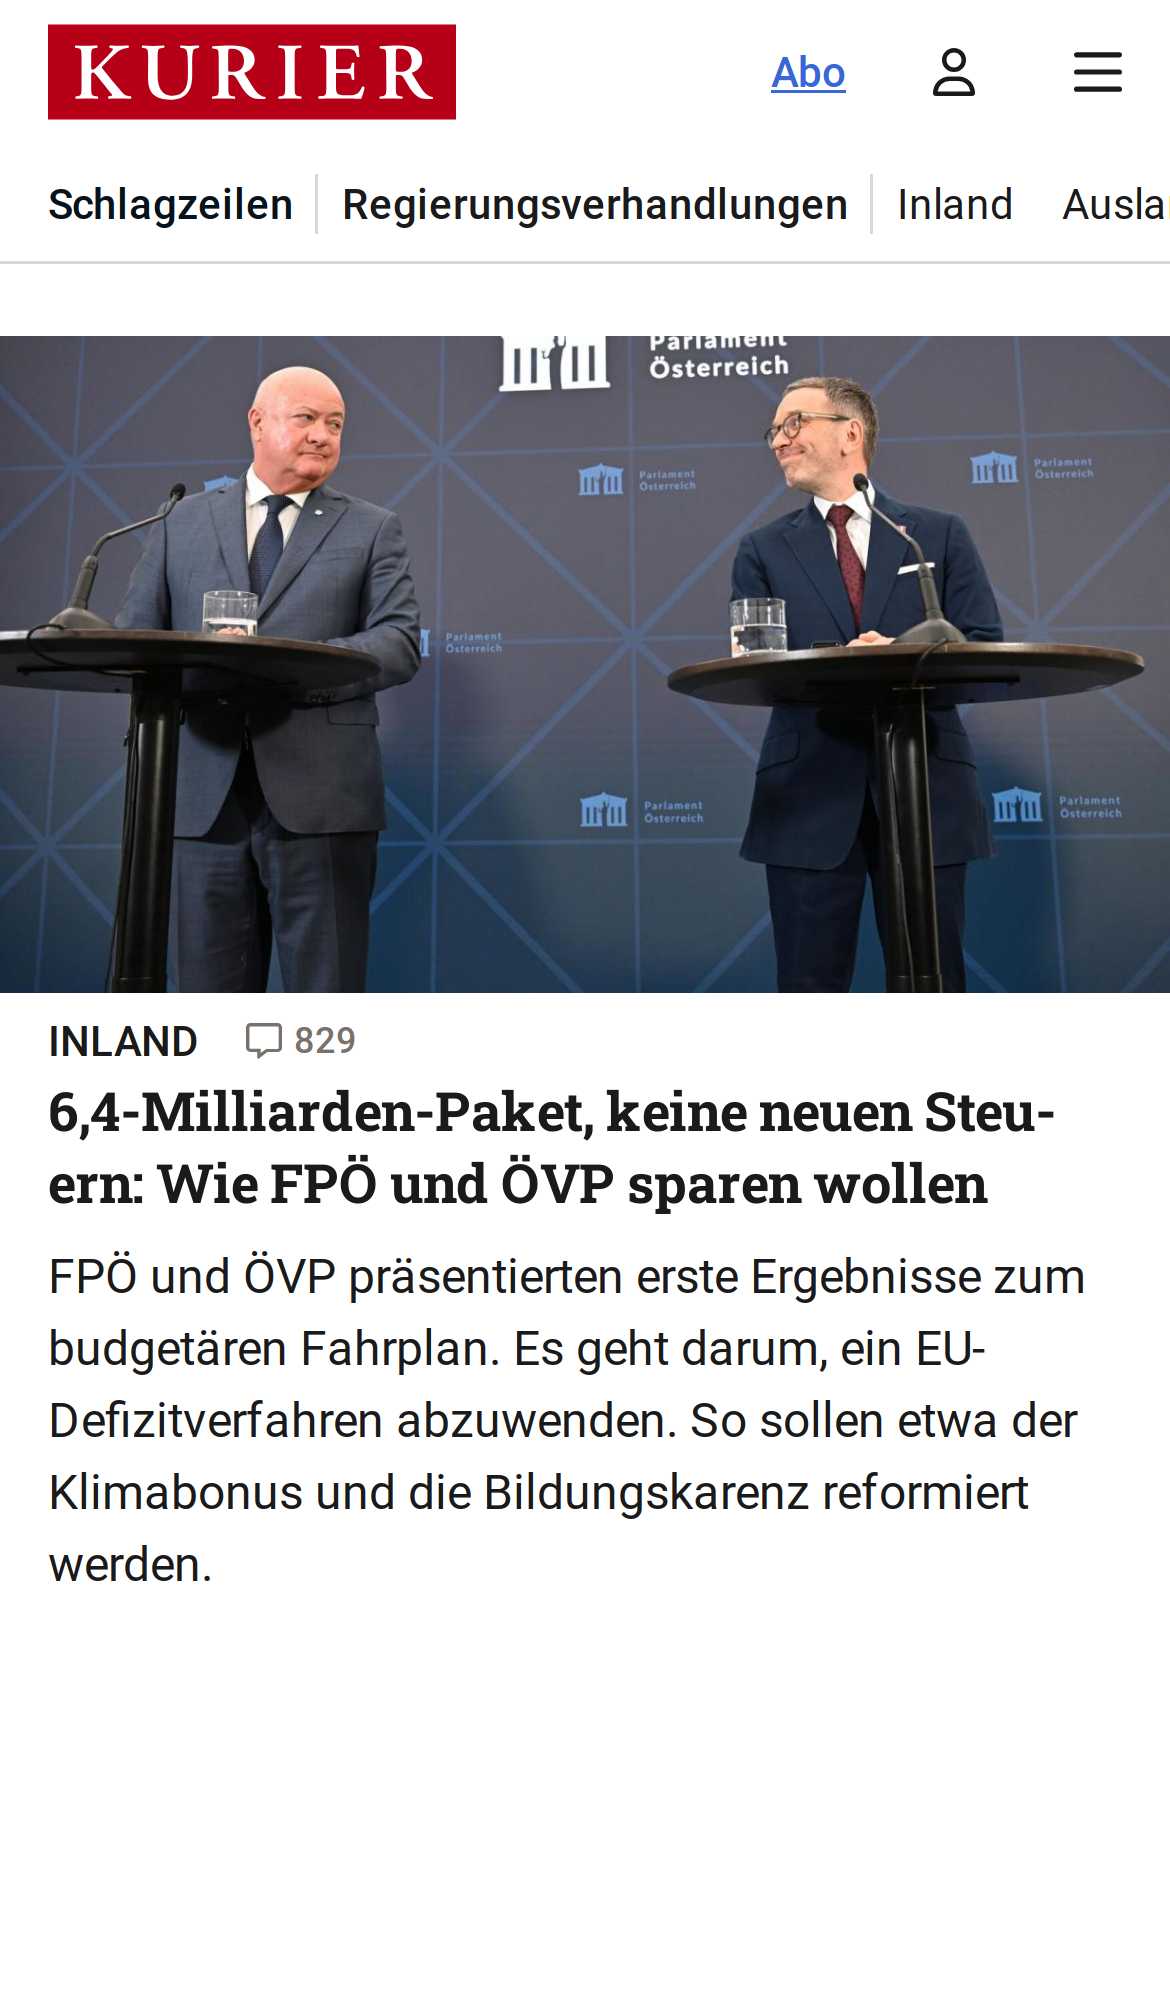 KURIER
Abo
Schlagzeilen
Regierungsverhandlungen
Inland
Parlament
Österreich
Parlament
Österreich
Parlament
Österreich
Parlament
Österreich
Parlament
Österreich
Parlament
Österreich
INLAND
829
6,4-Milliarden-Paket, keine neuen Steu-
ern: Wie FPÖ und ÖVP sparen wollen
FPÖ und ÖVP präsentierten erste Ergebnisse zum
budgetären Fahrplan. Es geht darum, ein EU-
Defizitverfahren abzuwenden. So sollen etwa der
Klimabonus und die Bildungskarenz reformiert
werden.